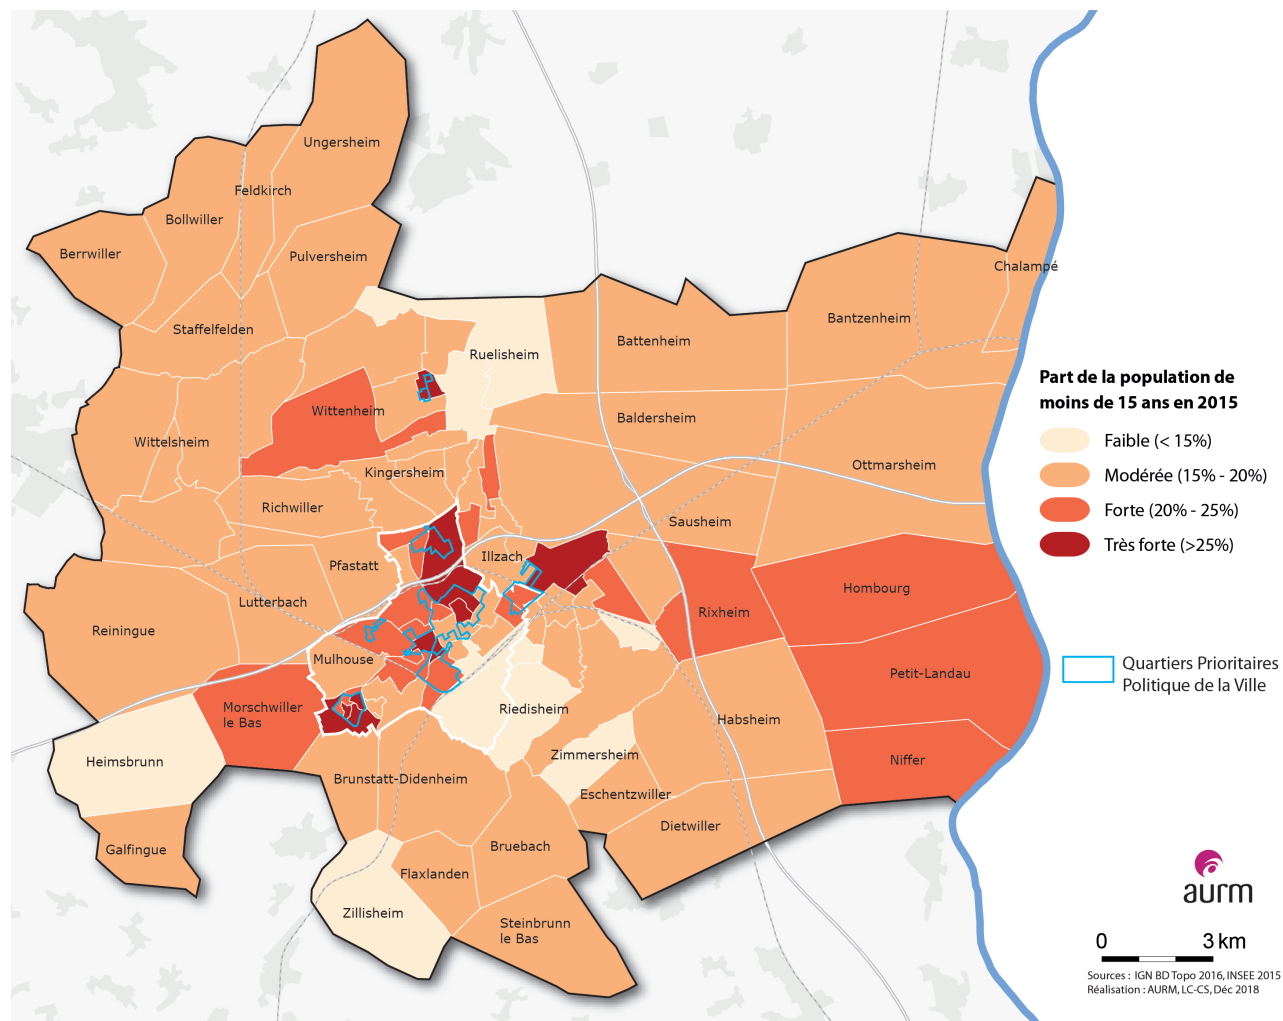 Ungersheim
Feldkirch
Bollwiller
Berrwiller
Pulversheim
Chalampé
Staffelfelden
Bantzenheim
Ruelisheim
Battenheim
Wittenheim
Baldersheim
Wittelsheim
Kingersheim
Ottmarsheim
Richwiller
Sausheim
Illzach
Pfastatt
Hombourg
Lutterbach
Rixheim
Reiningue
Mulhouse
Petit-Landau
Morschwiller
le Bas
Riedisheim
Habsheim
Heimsbrunn
Zimmersheim
Niffer
Brunstatt-Didenheim
Eschentzwiller
Dietwiller
Galfingue
Bruebach
Flaxlanden
Zillisheim
Steinbrunn
le Bas
Part de la population de
moins de 15 ans en 2015
Faible (< 15%)
Modérée (15% - 20%)
Forte (20% - 25%)
Très forte (>25%)
Quartiers Prioritaires
Politique de la Ville
aurm
0 3 km
Sources : IGN BD Topo 2016, INSEE 2015
Réalisation : AURM, LC-CS, Déc 2018